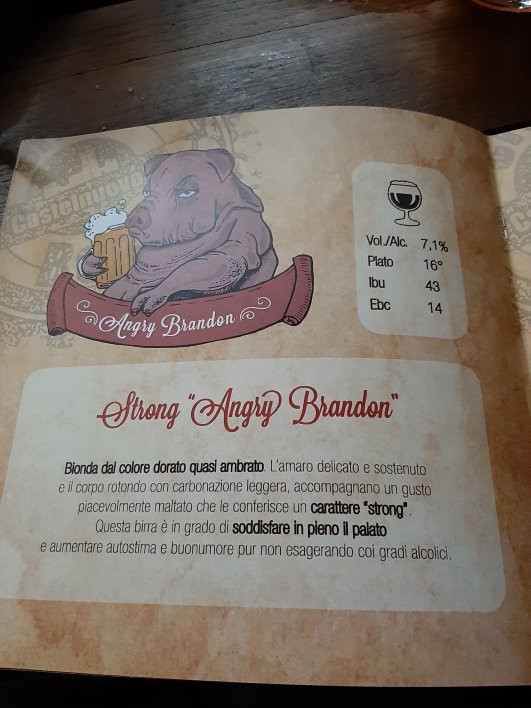 Castelnuovo
Angry Brandon
Vol./Alc. 7,1%
Plato 16°
Ibu 43
Ebc 14
Strong "Angry Brandon"
Bionda dal colore dorato quasi ambrato. L'amaro delicato e sostenuto
e il corpo rotondo con carbonazione leggera, accompagnano un gusto
piacevolmente maltato che le conferisce un carattere "strong".
Questa birra è in grado di soddisfare in pieno il palato
e aumentare autostima e buonumore pur non esagerando coi gradi alcolici.